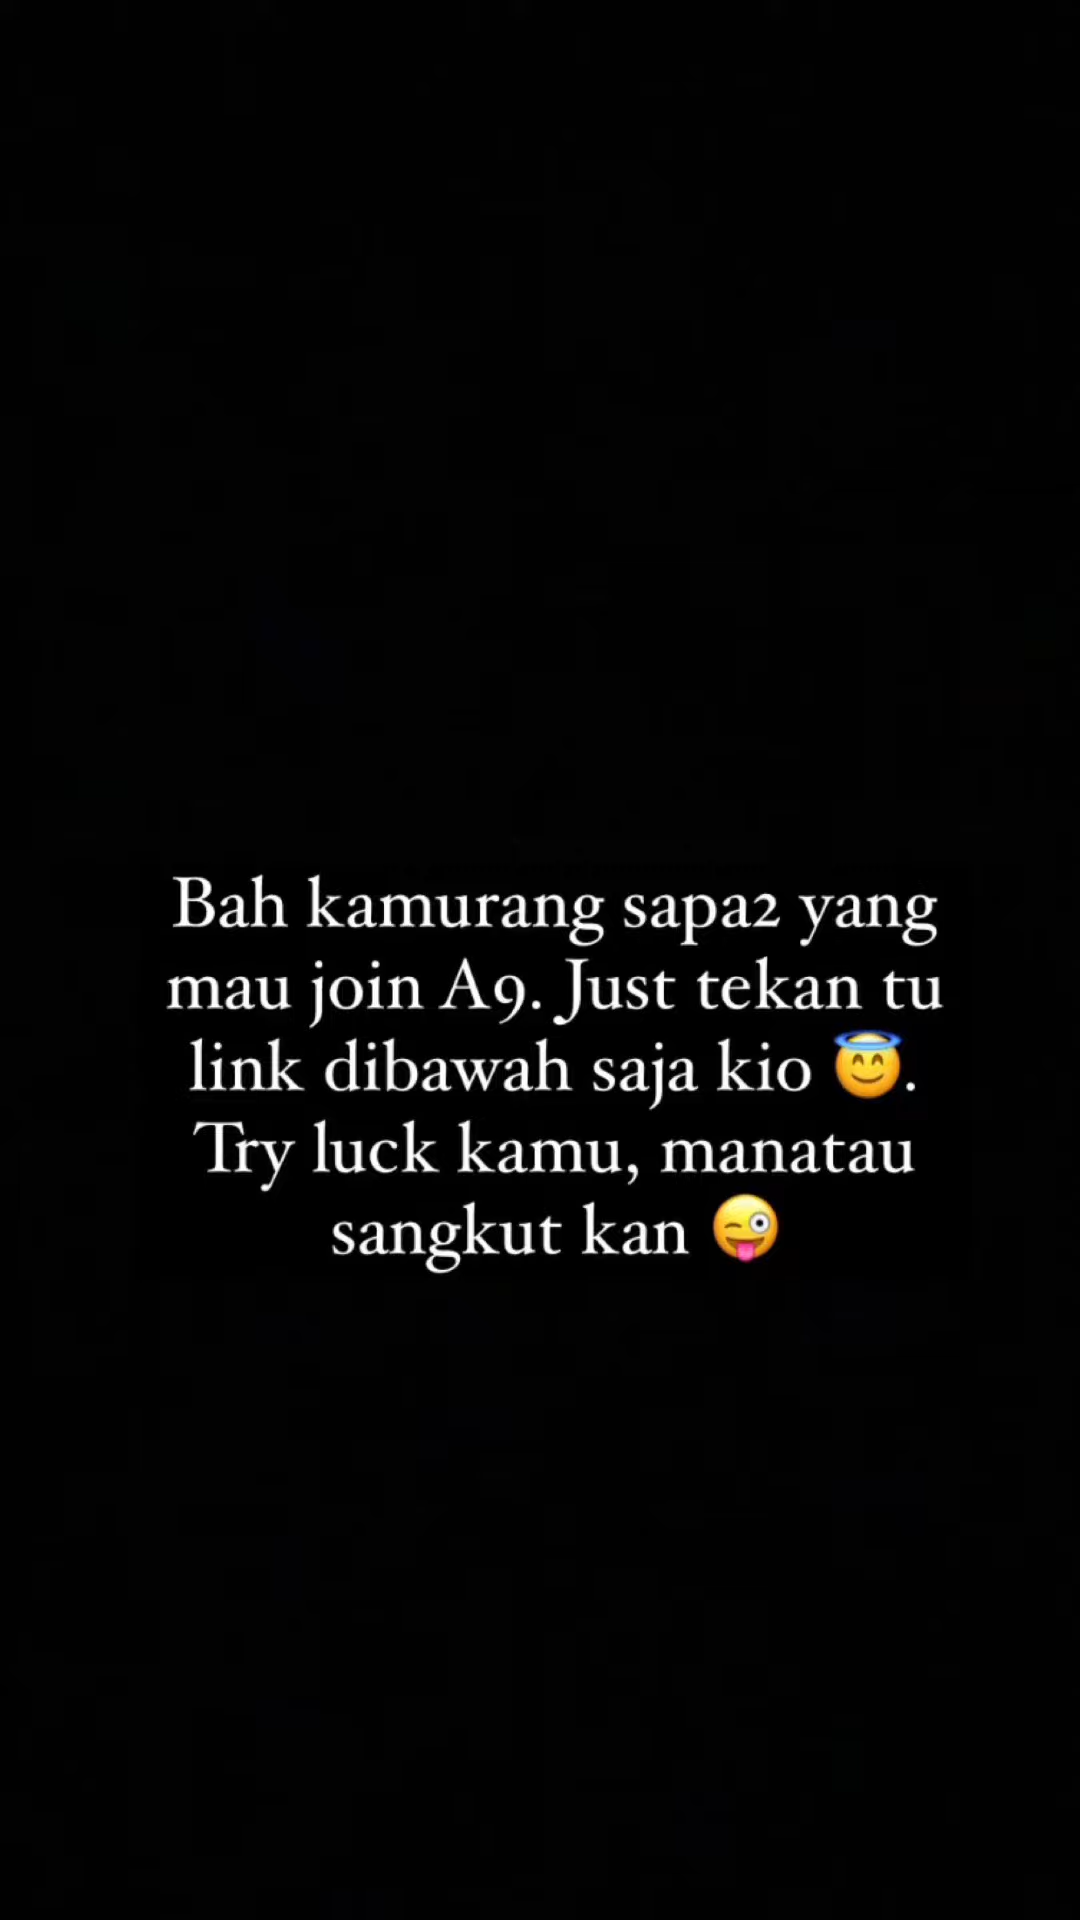 Bah kamurang sapa2 yang
mau join A9. Just tekan tu
link dibawah saja kio 😇.
Try luck kamu, manatau
sangkut kan 😜